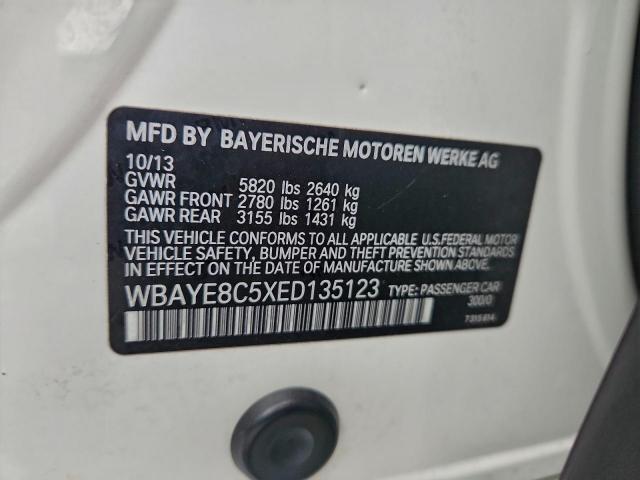 MFD BY BAYERISCHE MOTOREN WERKE AG
10/13
GVWR 5820 lbs 2640 kg
GAWR FRONT 2780 lbs 1261 kg
GAWR REAR 3155 lbs 1431 kg
THIS VEHICLE CONFORMS TO ALL APPLICABLE U.S.FEDERAL MOTOR
VEHICLE SAFETY, BUMPER AND THEFT PREVENTION STANDARDS
IN EFFECT ON THE DATE OF MANUFACTURE SHOWN ABOVE.
WBAYE8C5XED135123 TYPE: PASSENGER CAR
300/0